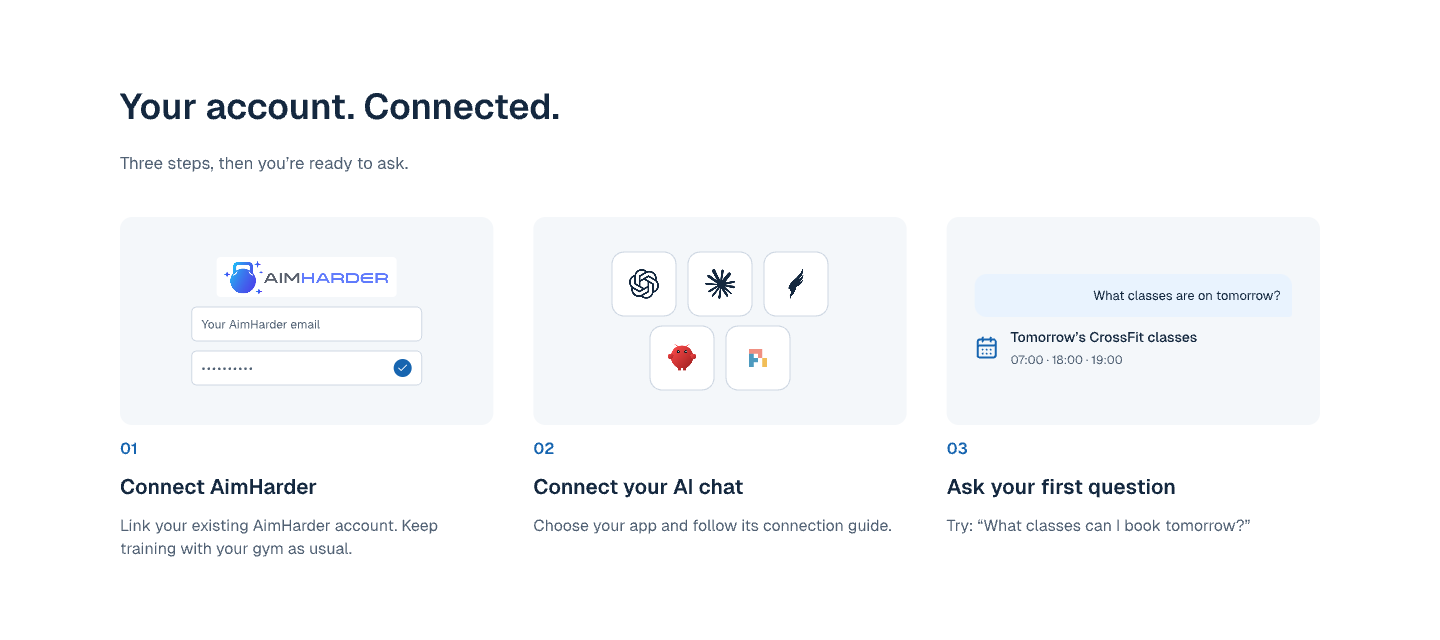 Your account. Connected.
Three steps, then you’re ready to ask.
AIMHARDER
Your AimHarder email
••••••••••
01
Connect AimHarder
Link your existing AimHarder account. Keep
training with your gym as usual.
02
Connect your AI chat
Choose your app and follow its connection guide.
What classes are on tomorrow?
Tomorrow’s CrossFit classes
07:00 · 18:00 · 19:00
03
Ask your first question
Try: “What classes can I book tomorrow?”